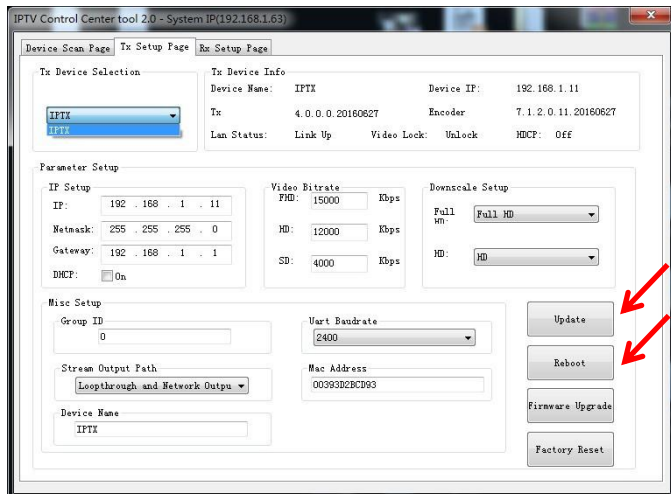 IPTV Control Center tool 2.0 - System IP(192.168.1.63)
Device Scan Page Tx Setup Page Rx Setup Page
Tx Device Selection
IPTX
IPTX
Tx Device Info
Device Name: IPTX Device IP: 192.168.1.11
Tx 4.0.0.0.20160627 Encoder 7.1.2.0.11.20160627
Lan Status: Link Up Video Lock: Unlock HDCP: Off
Parameter Setup
IP Setup
IP: 192 . 168 . 1 . 11
Netmask: 255 . 255 . 255 . 0
Gateway: 192 . 168 . 1 . 1
DHCP: On
Video Bitrate
FHD: 15000 Kbps
HD: 12000 Kbps
SD: 4000 Kbps
Downscale Setup
Full HD: Full HD
HD: HD
Misc Setup
Group ID
0
Uart Baudrate
2400
Stream Output Path
Loopthrough and Network Outpu
Mac Address
00393D2BCD93
Device Name
IPTX
Update
Reboot
Firmware Upgrade
Factory Reset